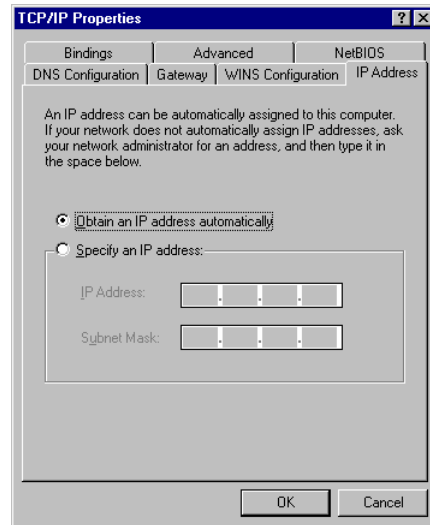 TCP/IP Properties
Bindings Advanced NetBIOS
DNS Configuration Gateway WINS Configuration IP Address
An IP address can be automatically assigned to this computer.
If your network does not automatically assign IP addresses, ask
your network administrator for an address, and then type it in
the space below.
Obtain an IP address automatically
Specify an IP address:
IP Address:
Subnet Mask:
OK Cancel